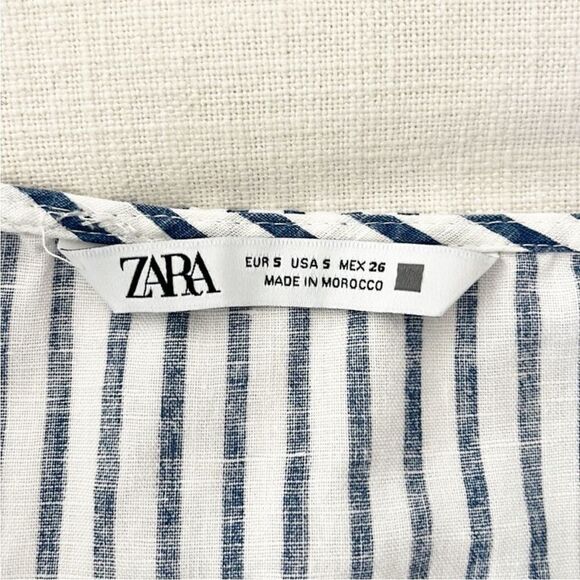 ZARA
EUR S USA S MEX 26
MADE IN MOROCCO